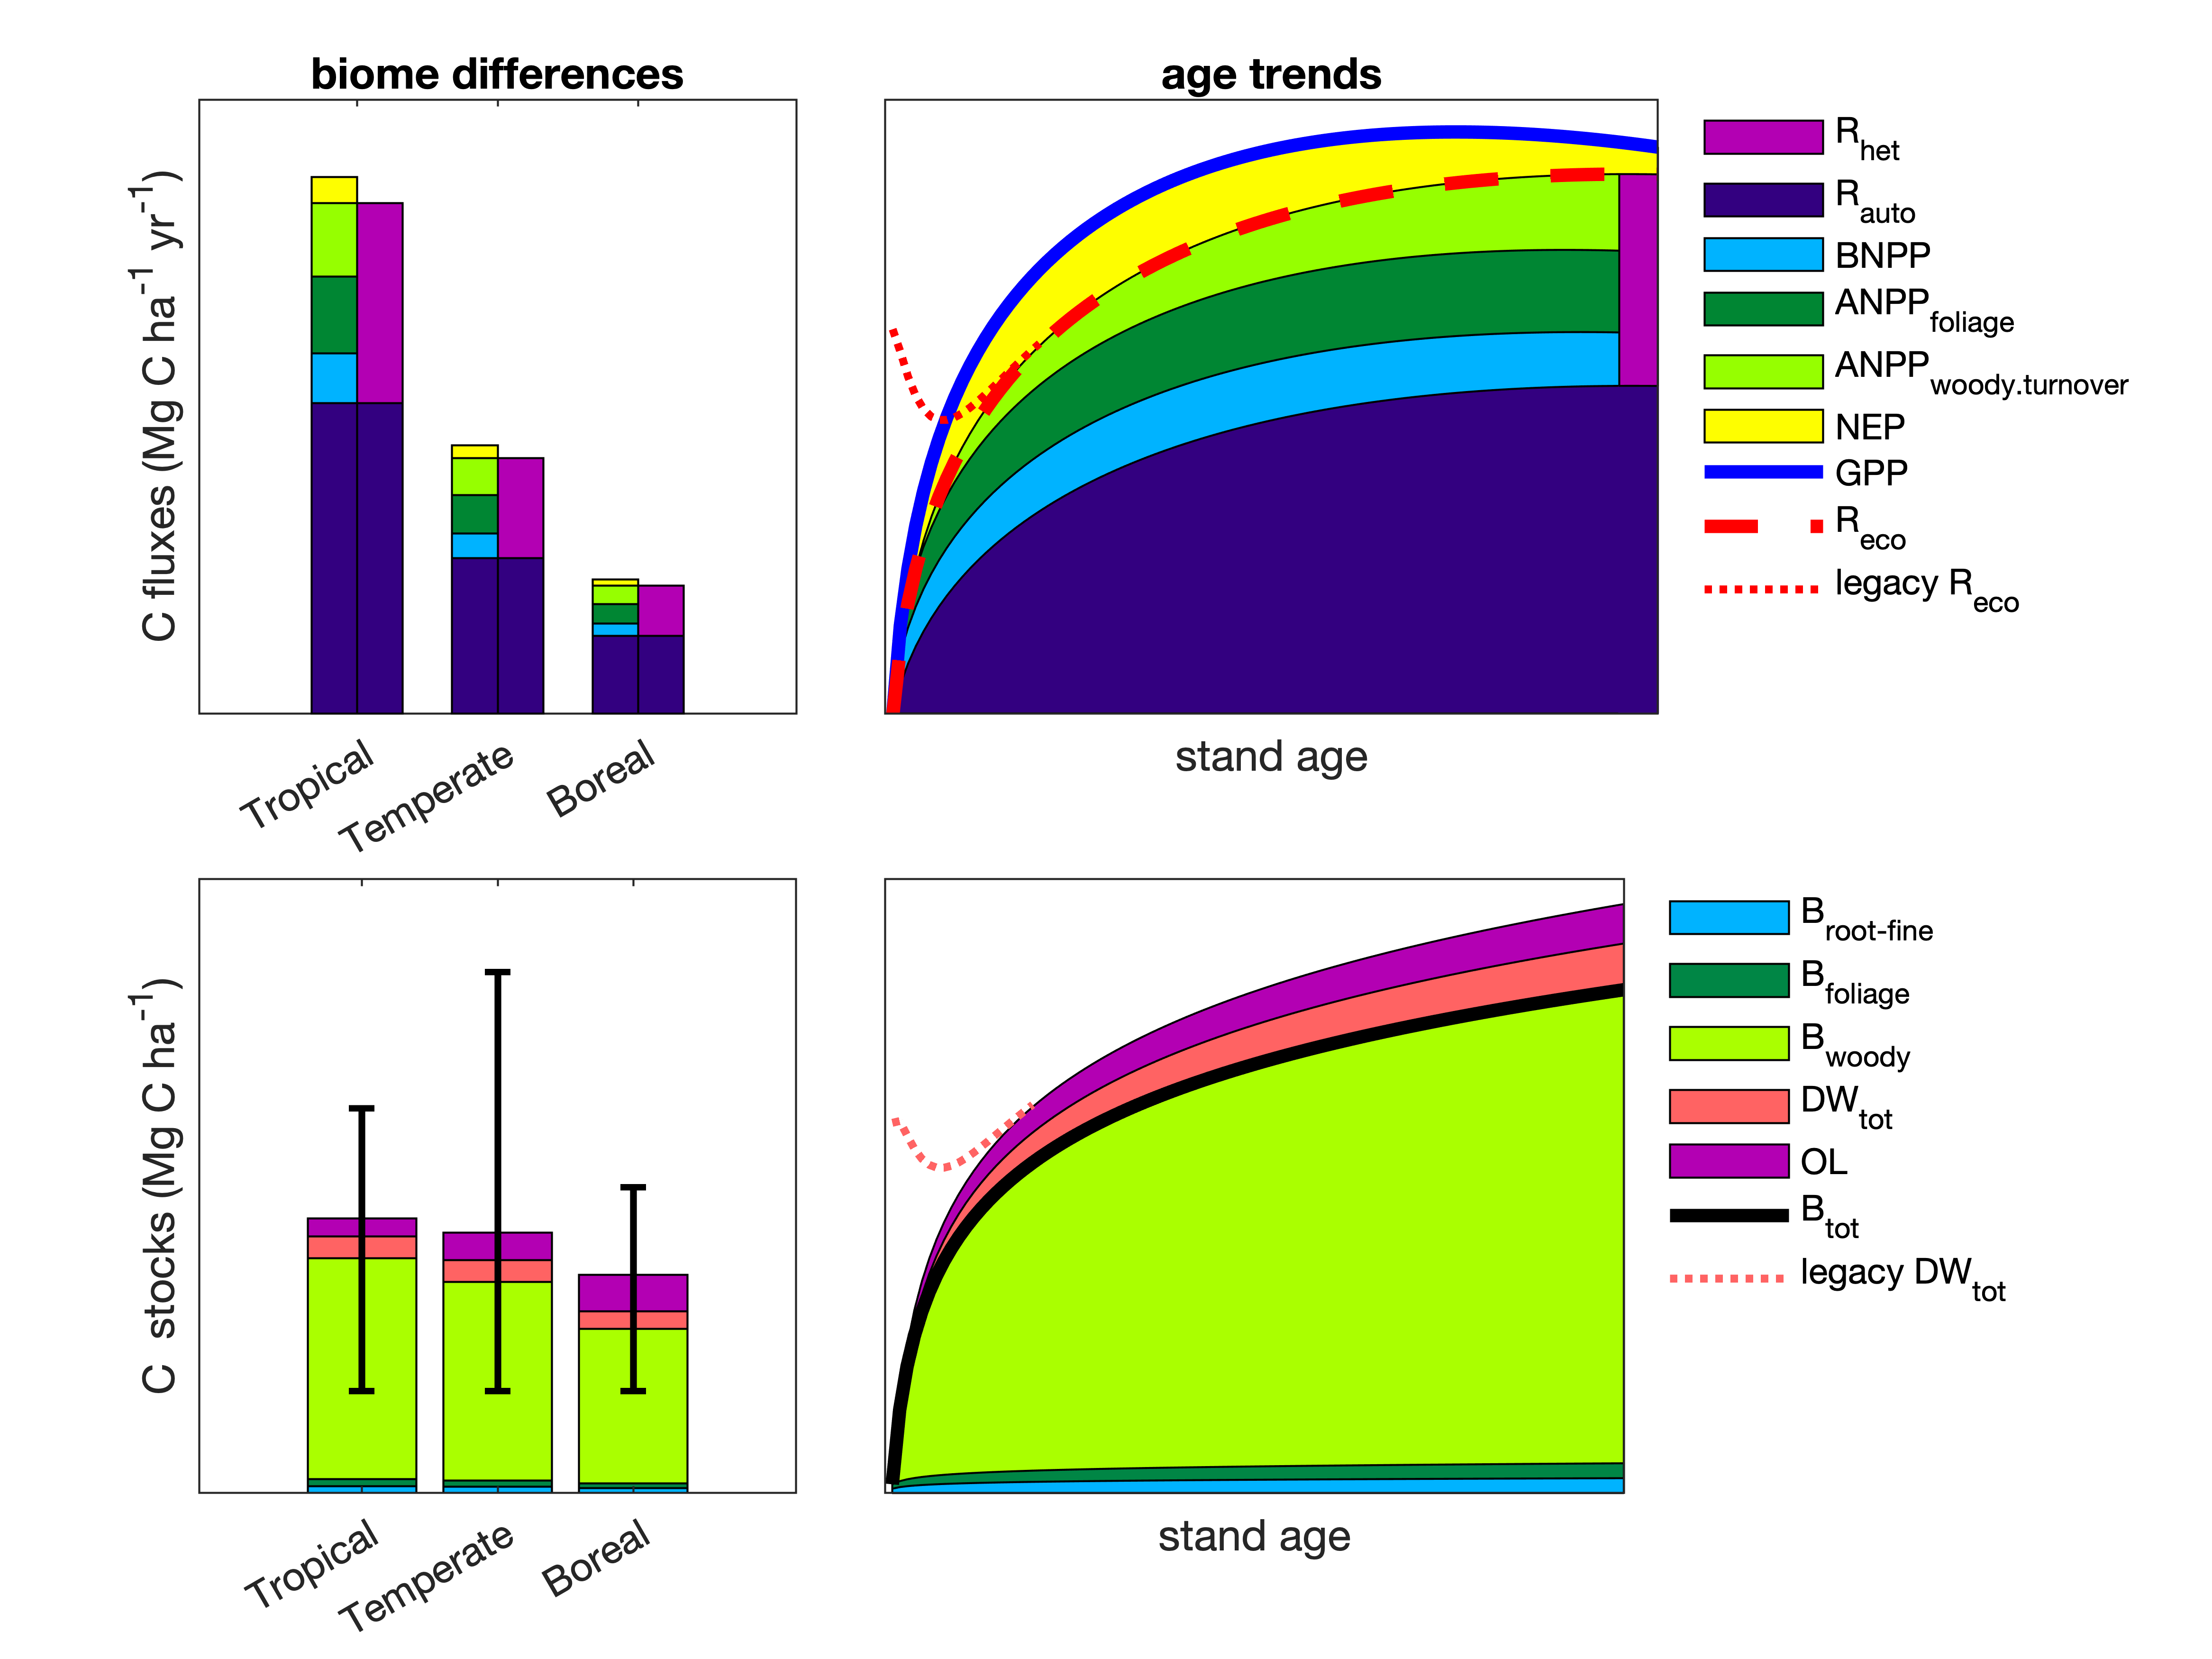 biome differences
age trends
C fluxes (Mg C ha-1 yr-1)
Tropical
Temperate
Boreal
stand age
Rhet
Rauto
BNPP
ANPPfoliage
ANPPwoody.turnover
NEP
GPP
Reco
legacy Reco
C stocks (Mg C ha-1)
Tropical
Temperate
Boreal
stand age
Broot-fine
Bfoliage
Bwoody
DWtot
OL
Btot
legacy DWtot